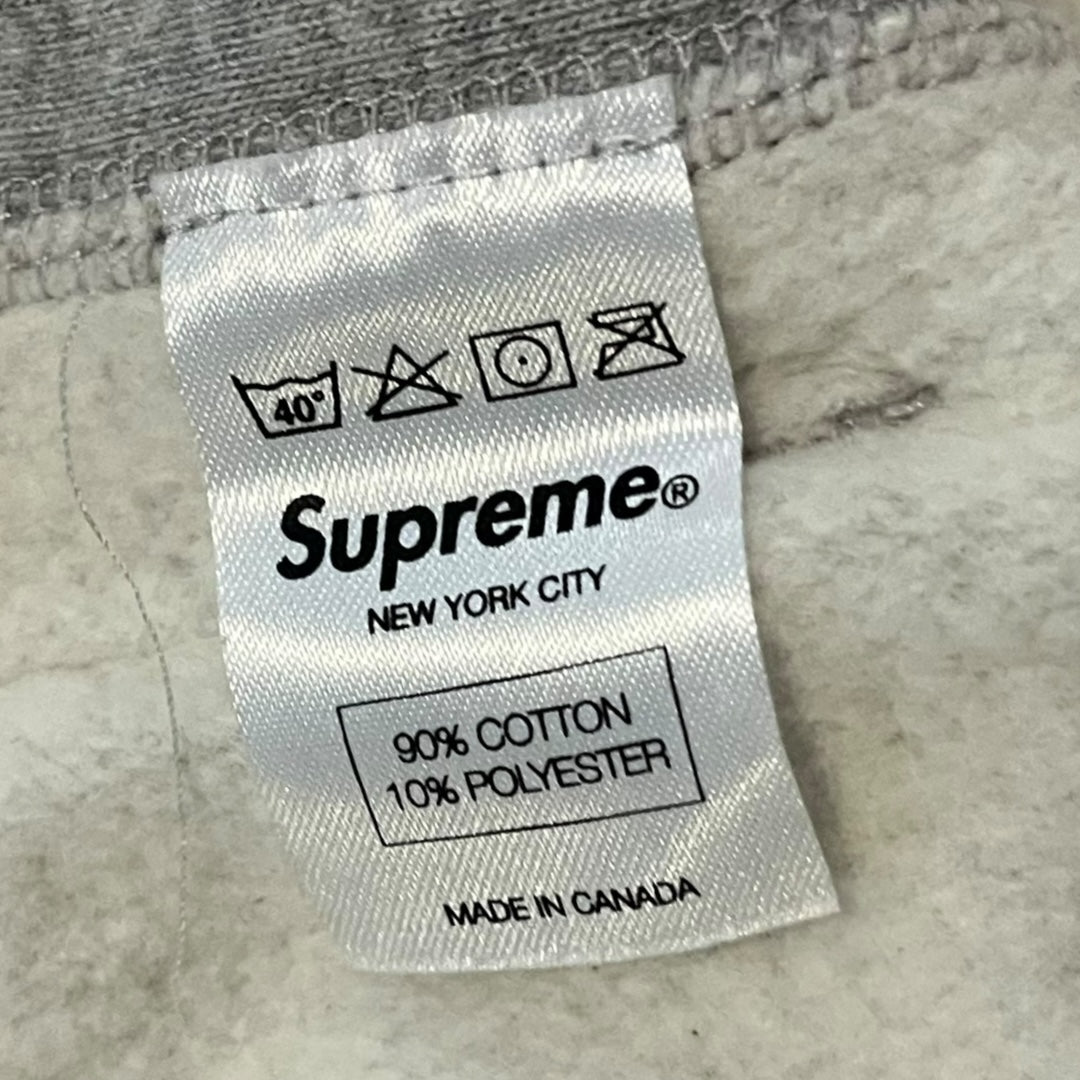 40°
Supreme®
NEW YORK CITY
90% COTTON
10% POLYESTER
MADE IN CANADA